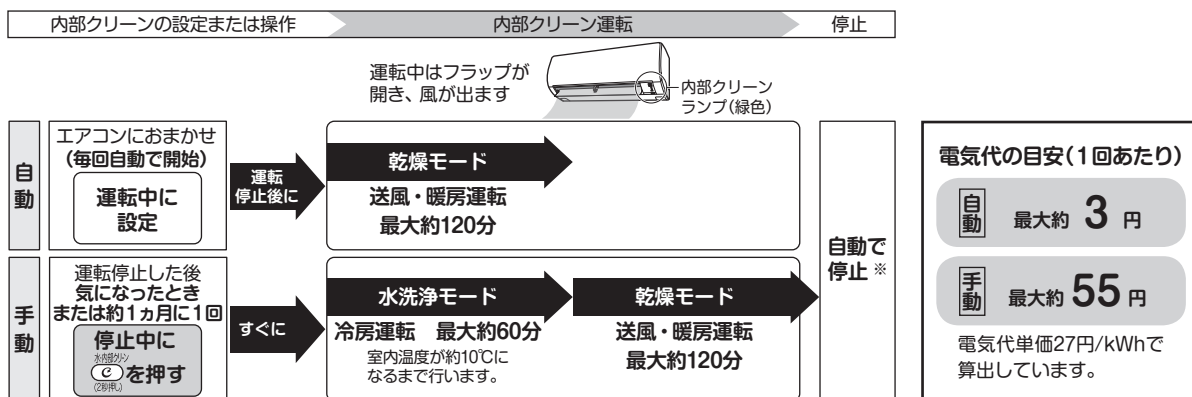 内部クリーンの設定または操作
内部クリーン運転
停止
運転中はフラップが
開き、風が出ます
内部クリーン
ランプ(緑色)
自動
エアコンにおまかせ
(毎回自動で開始)
運転中に
設定
運転
停止後に
乾燥モード
送風・暖房運転
最大約120分
手動
運転停止した後
気になったとき
または約1ヵ月に1回
停止中に
を押す
(2秒押し)
すぐに
水洗浄モード
冷房運転 最大約60分
室内温度が約10℃に
なるまで行います。
乾燥モード
送風・暖房運転
最大約120分
自動で
停止※
電気代の目安(1回あたり)
自動 最大約 3 円
手動 最大約 55 円
電気代単価27円/kWhで
算出しています。